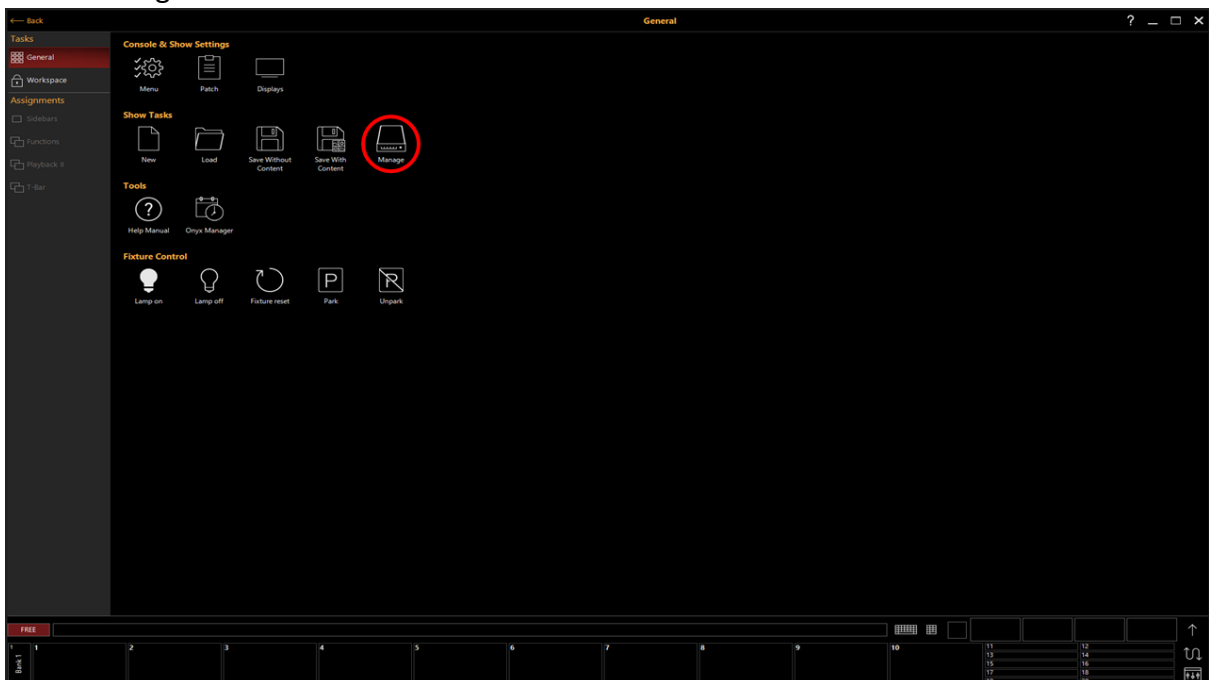 ← Back
General
? _ □ ×
Tasks
General
Workspace
Assignments
Sidebars
Functions
Playback II
T-Bar
Console & Show Settings
Menu
Patch
Displays
Show Tasks
New
Load
Save Without
Content
Save With
Content
Manage
Tools
Help Manual
Onyx Manager
Fixture Control
Lamp on
Lamp off
Fixture reset
P
Park
R
Unpark
FREE
1
Bank 1
1
2
3
4
5
6
7
8
9
10
11
12
13
14
15
16
17
18